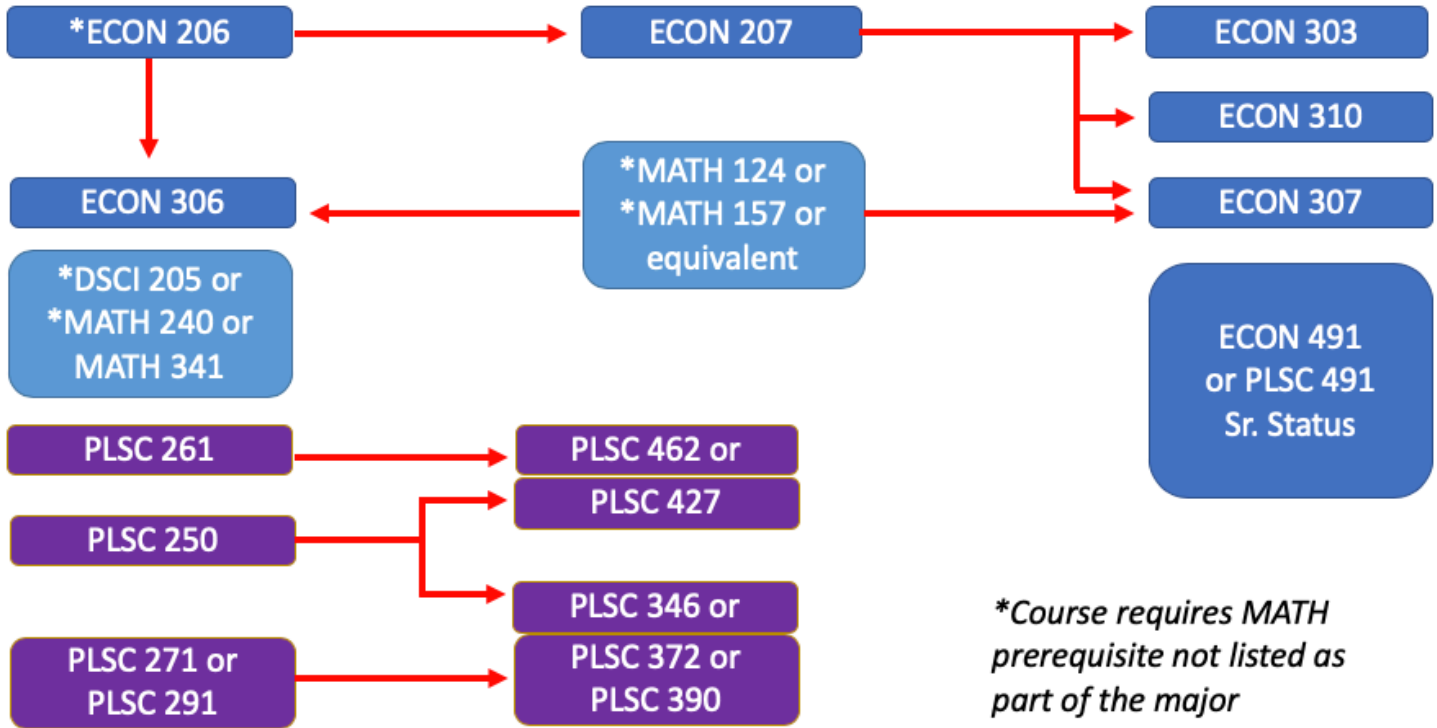 *ECON 206
ECON 207
ECON 303
ECON 310
ECON 306
*MATH 124 or
*MATH 157 or
equivalent
ECON 307
*DSCI 205 or
*MATH 240 or
MATH 341
ECON 491
or PLSC 491
Sr. Status
PLSC 261
PLSC 462 or
PLSC 427
PLSC 250
PLSC 346 or
PLSC 271 or
PLSC 291
PLSC 372 or
PLSC 390
*Course requires MATH
prerequisite not listed as
part of the major